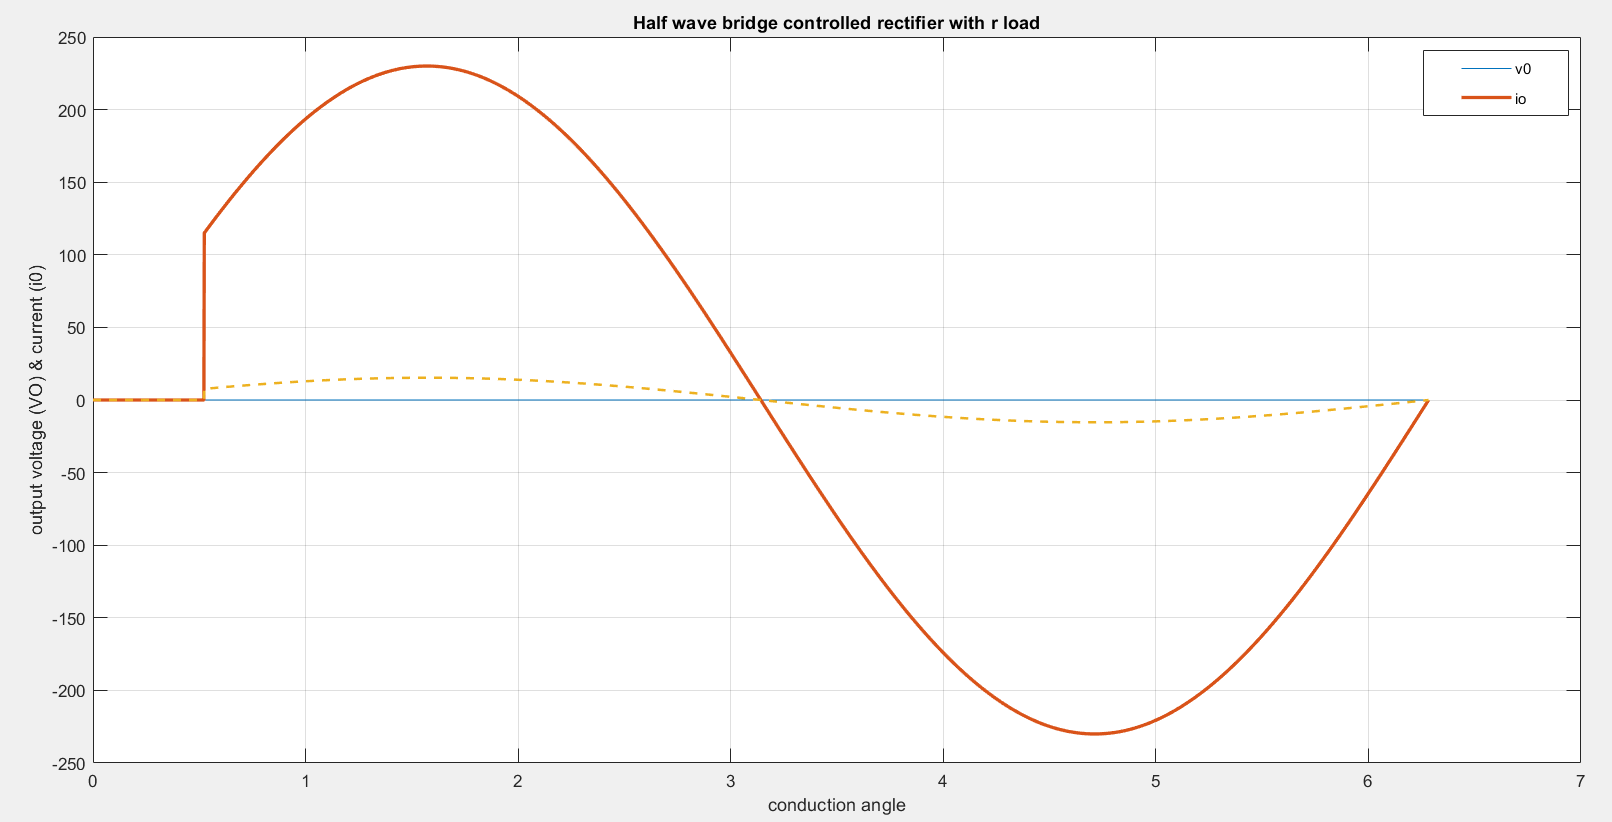 Half wave bridge controlled rectifier with r load
output voltage (VO) & current (i0)
250
200
150
100
50
0
-50
-100
-150
-200
-250
v0
io
0 1 2 3 4 5 6 7
conduction angle